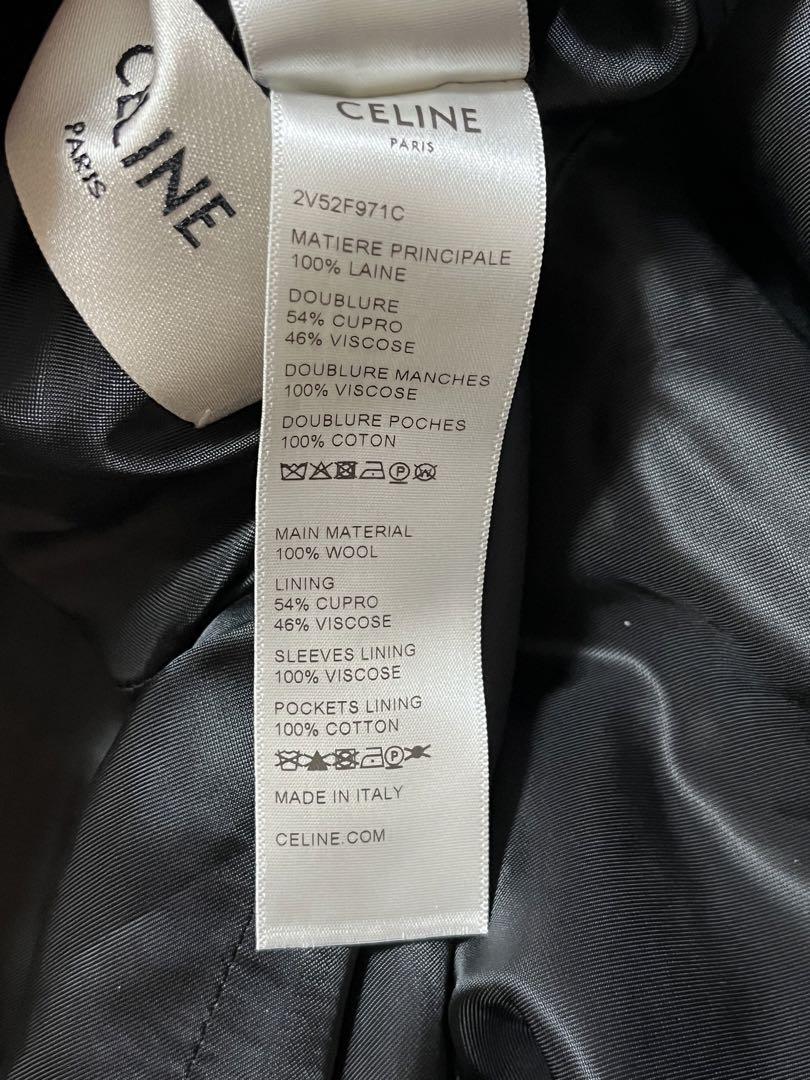 CELINE
PARIS
CELINE
PARIS
2V52F971C
MATIERE PRINCIPALE
100% LAINE
DOUBLURE
54% CUPRO
46% VISCOSE
DOUBLURE MANCHES
100% VISCOSE
DOUBLURE POCHES
100% COTON
MAIN MATERIAL
100% WOOL
LINING
54% CUPRO
46% VISCOSE
SLEEVES LINING
100% VISCOSE
POCKETS LINING
100% COTTON
MADE IN ITALY
CELINE.COM